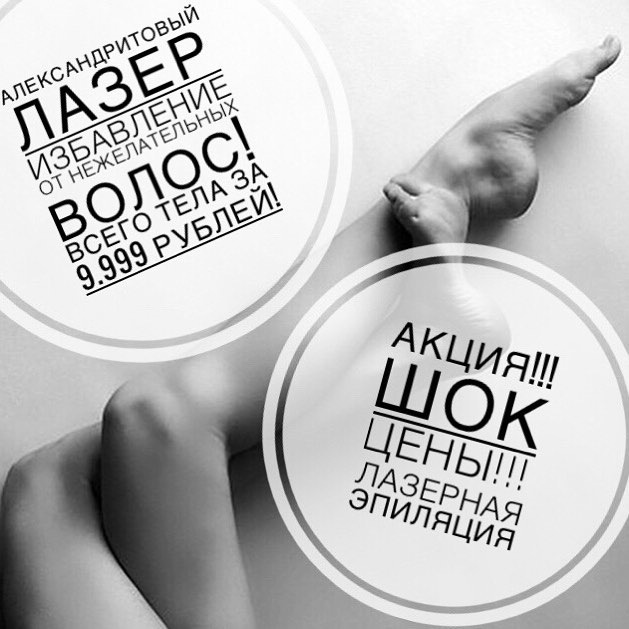 АЛЕКСАНДРИТОВЫЙ
ЛАЗЕР
ИЗБАВЛЕНИЕ
ОТ НЕЖЕЛАТЕЛЬНЫХ
ВОЛОС!
ВСЕГО ТЕЛА ЗА
9.999 РУБЛЕЙ!
АКЦИЯ!!!
ШОК
ЦЕНЫ!!!
ЛАЗЕРНАЯ
ЭПИЛЯЦИЯ